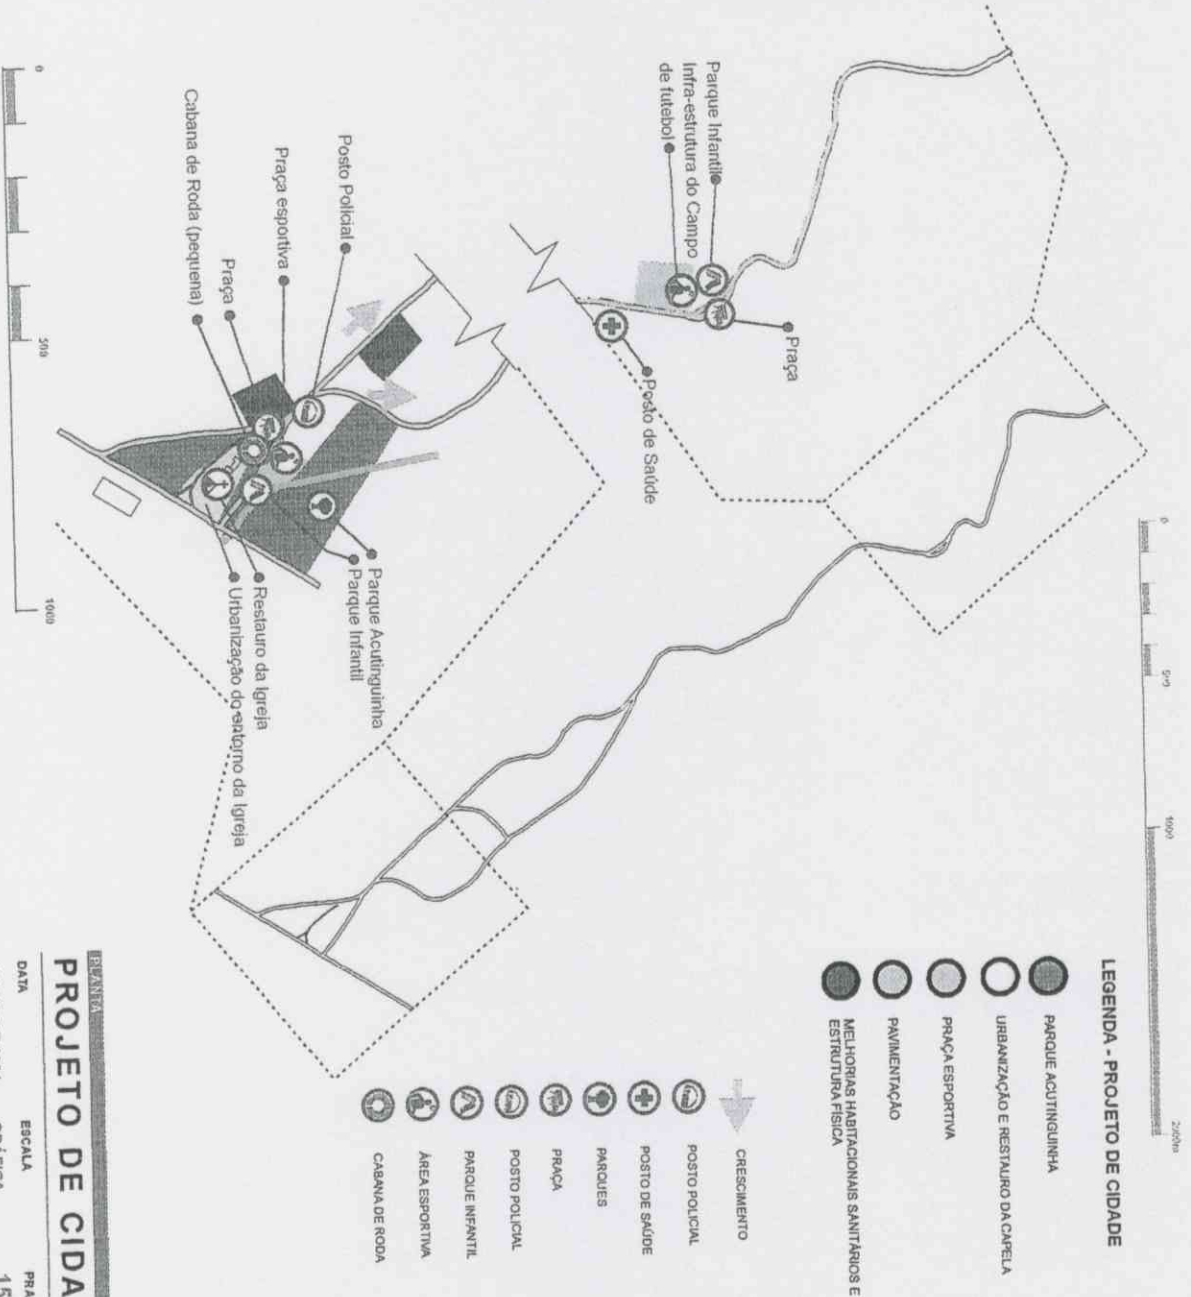 Parque Infantil
Infra-estrutura do Campo
de futebol
Praça
Posto de Saúde
Posto Policial
Praça esportiva
Praça
Cabana de Roda (pequena)
Parque Acutinguinha
Parque Infantil
Restauro da Igreja
Urbanização do entorno da Igreja
0
500
1000
0
500
1000
2000m
LEGENDA - PROJETO DE CIDADE
PARQUE ACUTINGUINHA
URBANIZAÇÃO E RESTAURO DA CAPELA
PRAÇA ESPORTIVA
PAVIMENTAÇÃO
MELHORIAS HABITACIONAIS SANITÁRIOS E
ESTRUTURA FÍSICA
CRESCIMENTO
POSTO POLICIAL
POSTO DE SAÚDE
PARQUES
PRAÇA
POSTO POLICIAL
PARQUE INFANTIL
ÁREA ESPORTIVA
CABANA DE RODA
PLANTA
PROJETO DE CIDA
DATA
ESCALA
PRA
GRÁFICA
15